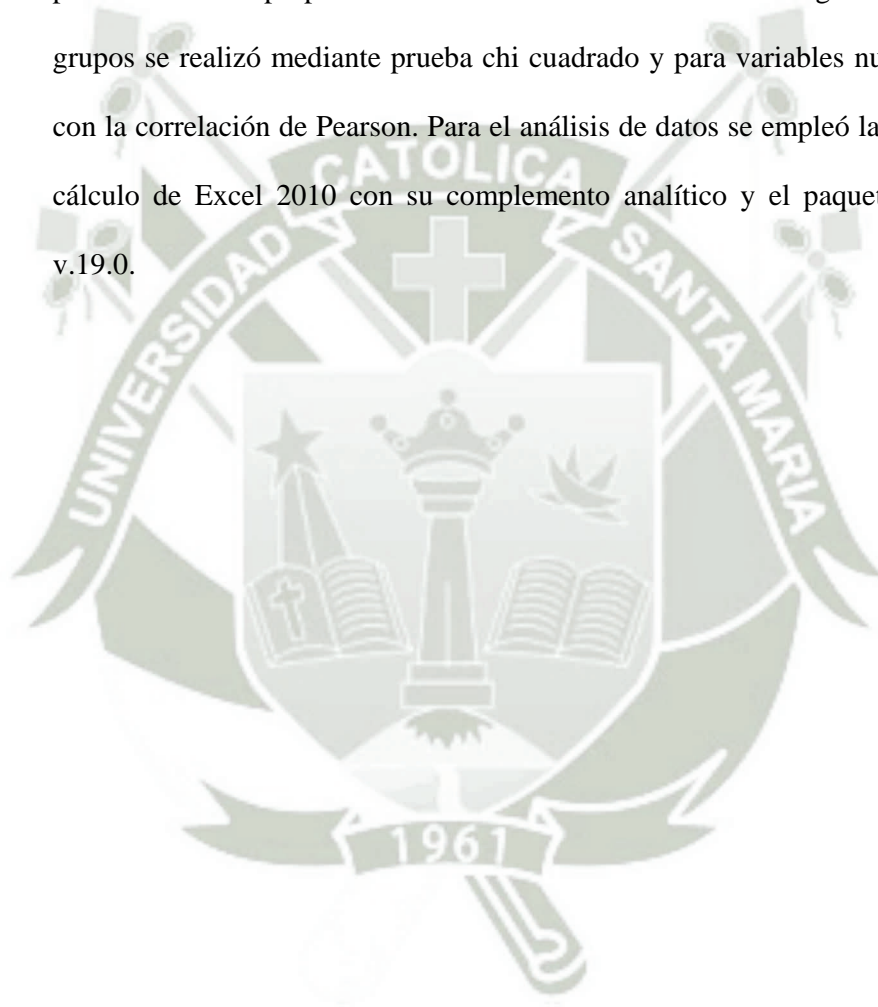 grupos se realizó mediante prueba chi cuadrado y para variables nu
con la correlación de Pearson. Para el análisis de datos se empleó la
cálculo de Excel 2010 con su complemento analítico y el paquet
v.19.0.
UNIVERSIDAD CATOLICA SANTA MARIA
1961